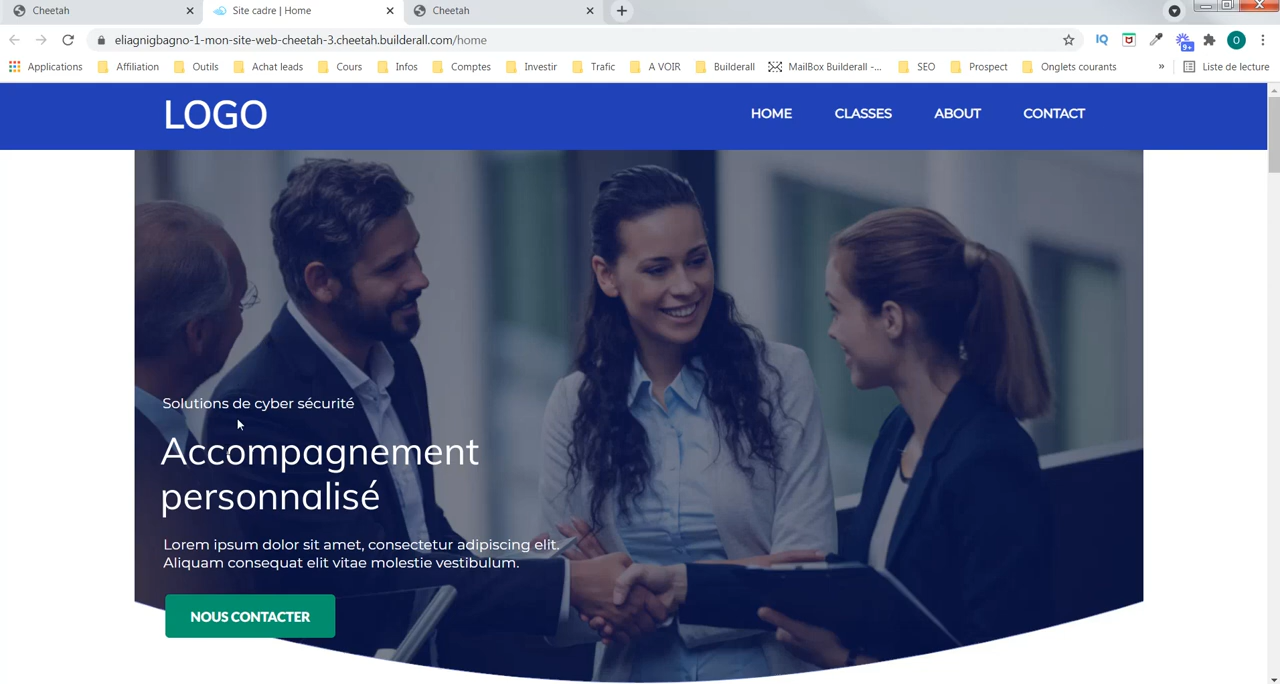 Cheetah
Site cadre | Home
Cheetah
eliagnigbagno-1-mon-site-web-cheetah-3.cheetah.builderall.com/home
IQ
9+
O
Applications
Affiliation
Outils
Achat leads
Cours
Infos
Comptes
Investir
Trafic
A VOIR
Builderall
MailBox Builderall -...
SEO
Prospect
Onglets courants
»
Liste de lecture
LOGO
HOME
CLASSES
ABOUT
CONTACT
Solutions de cyber sécurité
Accompagnement
personnalisé
Lorem ipsum dolor sit amet, consectetur adipiscing elit.
Aliquam consequat elit vitae molestie vestibulum.
NOUS CONTACTER